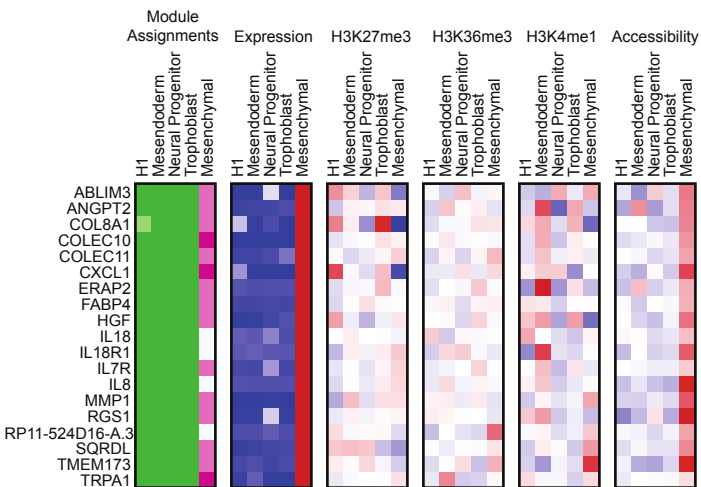 Module
Assignments Expression H3K27me3 H3K36me3 H3K4me1 Accessibility
H1 Mesendoderm Neural Progenitor Trophoblast Mesenchymal
H1 Mesendoderm Neural Progenitor Trophoblast Mesenchymal
H1 Mesendoderm Neural Progenitor Trophoblast Mesenchymal
H1 Mesendoderm Neural Progenitor Trophoblast Mesenchymal
H1 Mesendoderm Neural Progenitor Trophoblast Mesenchymal
H1 Mesendoderm Neural Progenitor Trophoblast Mesenchymal
ABLIM3
ANGPT2
COL8A1
COLEC10
COLEC11
CXCL1
ERAP2
FABP4
HGF
IL18
IL18R1
IL7R
IL8
MMP1
RGS1
RP11-524D16-A.3
SQRDL
TMEM173
TRPA1